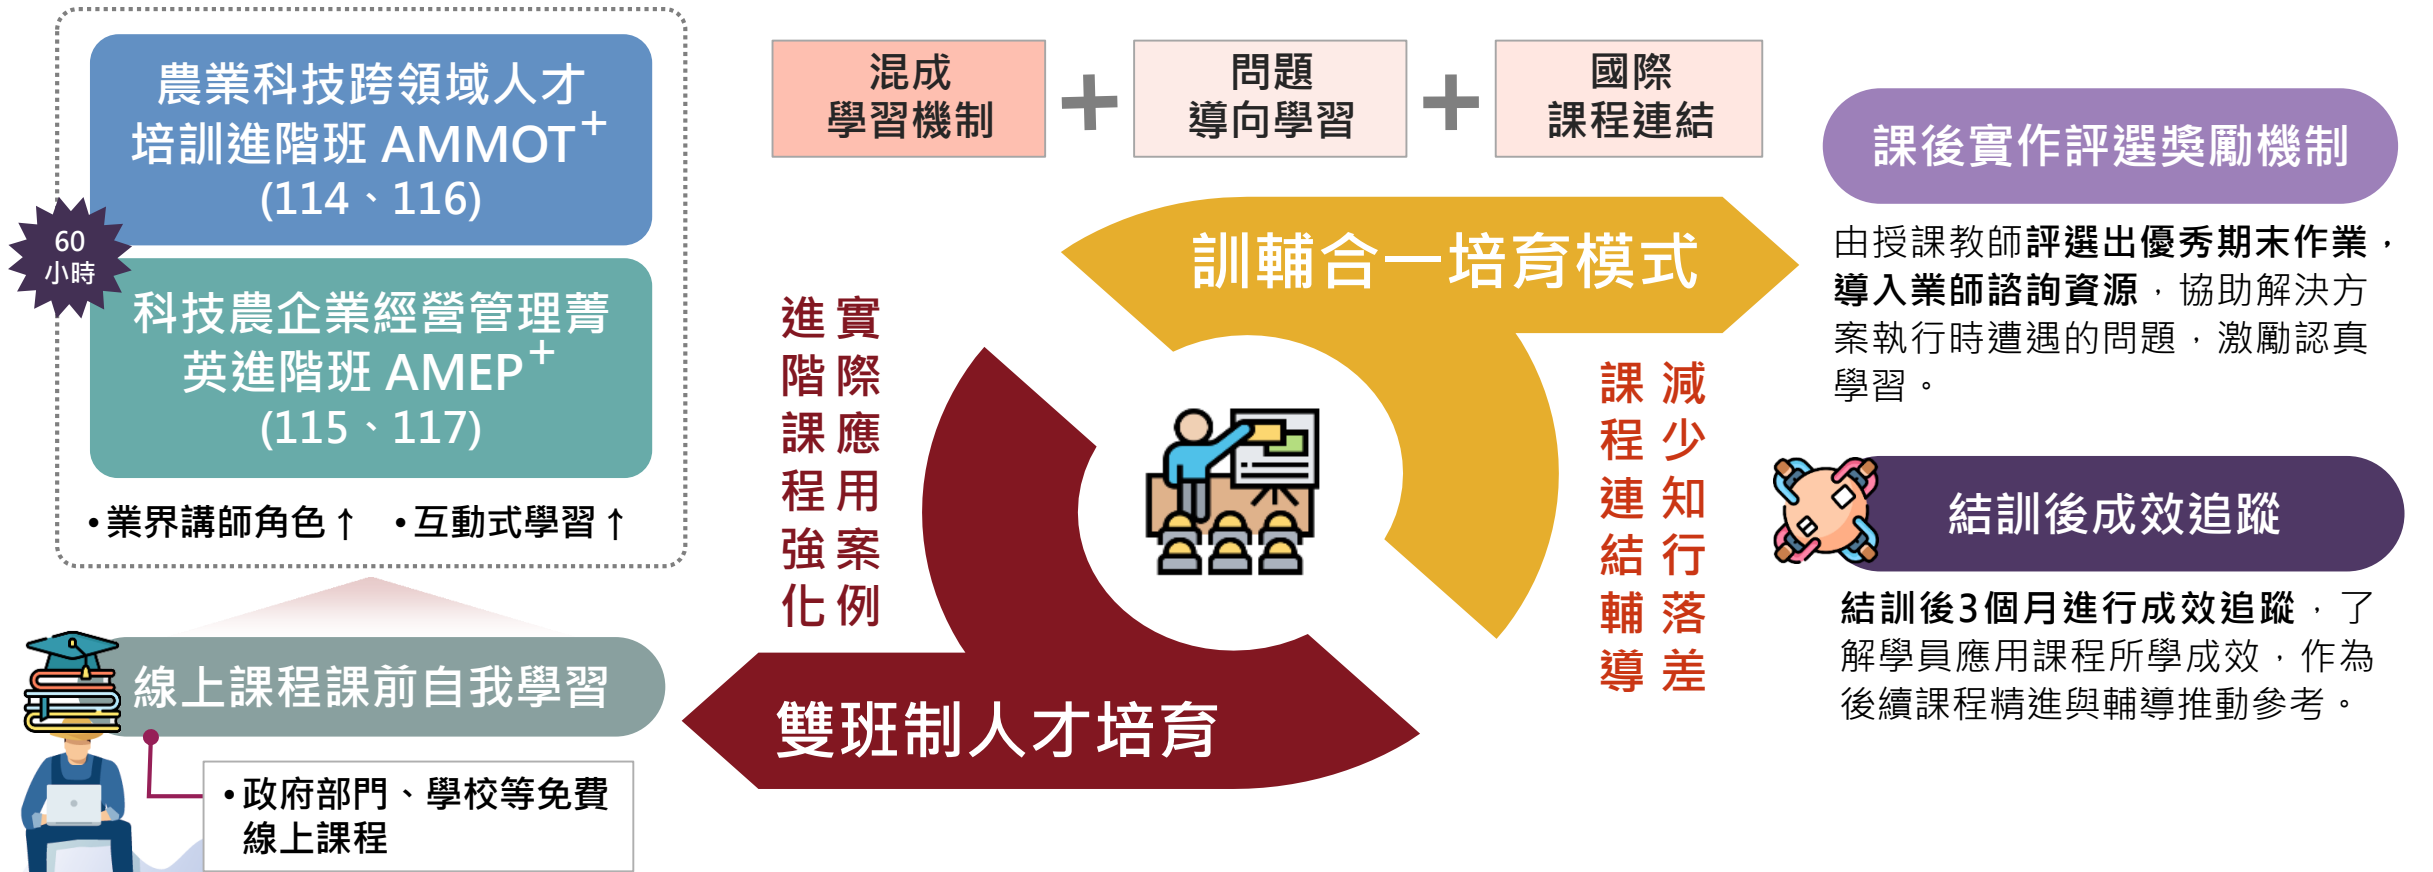 農業科技跨領域人才
培訓進階班 AMMOT+
(114、116)
60
小時
科技農企業經營管理菁
英進階班 AMEP+
(115、117)
•業界講師角色↑
•互動式學習↑
線上課程課前自我學習
•政府部門、學校等免費
線上課程
混成
學習機制
+
問題
導向學習
+
國際
課程連結
訓輔合一培育模式
實際應用案例
進階課程強化
減少知行落差
課程連結輔導
雙班制人才培育
課後實作評選獎勵機制
由授課教師評選出優秀期末作業，
導入業師諮詢資源，協助解決方
案執行時遭遇的問題，激勵認真
學習。
結訓後成效追蹤
結訓後3個月進行成效追蹤，了
解學員應用課程所學成效，作為
後續課程精進與輔導推動參考。